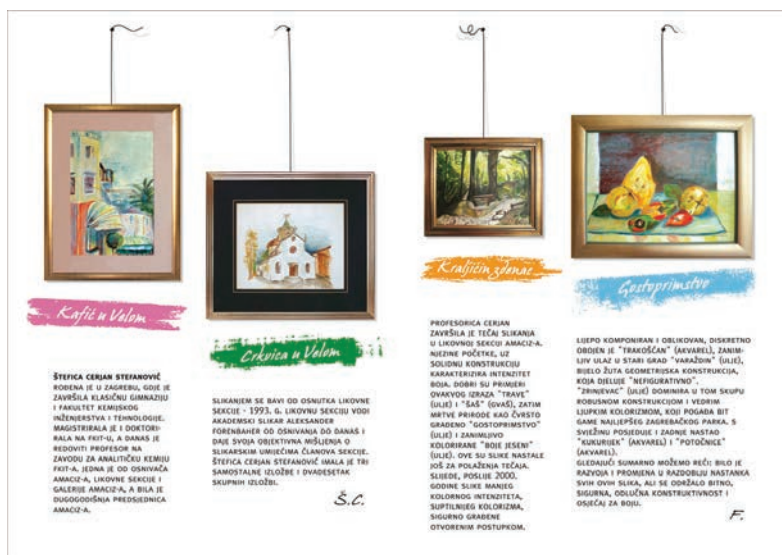 Kafić u Velom
ŠTEFICA CERJAN STEFANOVIĆ
ROĐENA JE U ZAGREBU, GDJE JE
ZAVRŠILA KLASIČNU GIMNAZIJU
I FAKULTET KEMIJSKOG
INŽENJERSTVA I TEHNOLOGIJE.
MAGISTRIRALA JE I DOKTORI-
RALA NA FKIT-U, A DANAS JE
REDOVITI PROFESOR NA
ZAVODU ZA ANALITIČKU KEMIJU
FKIT-A. JEDNA JE OD OSNIVAČA
AMACIZ-A, LIKOVNE SEKCIJE I
GALERIJE AMACIZ-A, A BILA JE
DUGOGODIŠNJA PREDSJEDNICA
AMACIZ-A.
Crkvica u Velom
SLIKANJEM SE BAVI OD OSNUTKA LIKOVNE
SEKCIJE - 1993. G. LIKOVNU SEKCIJU VODI
AKADEMSKI SLIKAR ALEKSANDER
FORENBAHER OD OSNIVANJA DO DANAS I
DAJE SVOJA OBJEKTIVNA MIŠLJENJA O
SLIKARSKIM UMIJEĆIMA ČLANOVA SEKCIJE.
ŠTEFICA CERJAN STEFANOVIĆ IMALA JE TRI
SAMOSTALNE IZLOŽBE I DVADESETAK
SKUPNIH IZLOŽBI.
Š.C.
Kraljičin zdenac
PROFESORICA CERJAN
ZAVRŠILA JE TEČAJ SLIKANJA
U LIKOVNOJ SEKCIJI AMACIZ-A.
NJEZINE POČETKE, UZ
SOLIDNU KONSTRUKCIJU
KARAKTERIZIRA INTENZITET
BOJA. DOBRI SU PRIMJERI
OVAKVOG IZRAZA "TRAVE"
(ULJE) I "ŠAŠ" (GVAŠ), ZATIM
MRTVE PRIRODE KAO ČVRSTO
GRAĐENO "GOSTOPRIMSTVO"
(ULJE) I ZANIMLJIVO
KOLORIRANE "BOJE JESENI"
(ULJE). OVE SU SLIKE NASTALE
JOŠ ZA POLAŽENJA TEČAJA.
SLIJEDE, POSLIJE 2000.
GODINE SLIKE MANJEG
KOLORNOG INTENZITETA,
SUPTILNIJEG KOLORIZMA,
SIGURNO GRAĐENE
OTVORENIM POSTUPKOM.
Gostoprimstvo
LIJEPO KOMPONIRAN I OBLIKOVAN, DISKRETNO
OBOJEN JE "TRAKOŠĆAN" (AKVAREL), ZANIM-
LJIV ULAZ U STARI GRAD "VARAŽDIN" (ULJE),
BIJELO ŽUTA GEOMETRIJSKA KONSTRUKCIJA,
KOJA DJELUJE "NEFIGURATIVNO".
"ZRINJEVAC" (ULJE) DOMINIRA U TOM SKUPU
ROBUSNOM KONSTRUKCIJOM I VEDRIM
LJUPKIM KOLORIZMOM, KOJI POGAĐA BIT
GAME NAJLJEPŠEG ZAGREBAČKOG PARKA. S
SVJEŽINU POSJEDUJE I ZADNJE NASTAO
"KUKURIJEK" (AKVAREL) I "POTOČNICE"
(AKVAREL).
GLEDAJUĆI SUMARNO MOŽEMO REĆI: BILO JE
RAZVOJA I PROMJENA U RAZDOBLJU NASTANKA
SVIH OVIH SLIKA, ALI SE ODRŽALO BITNO,
SIGURNA, ODLUČNA KONSTRUKTIVNOST I
OSJEĆAJ ZA BOJU.
F.